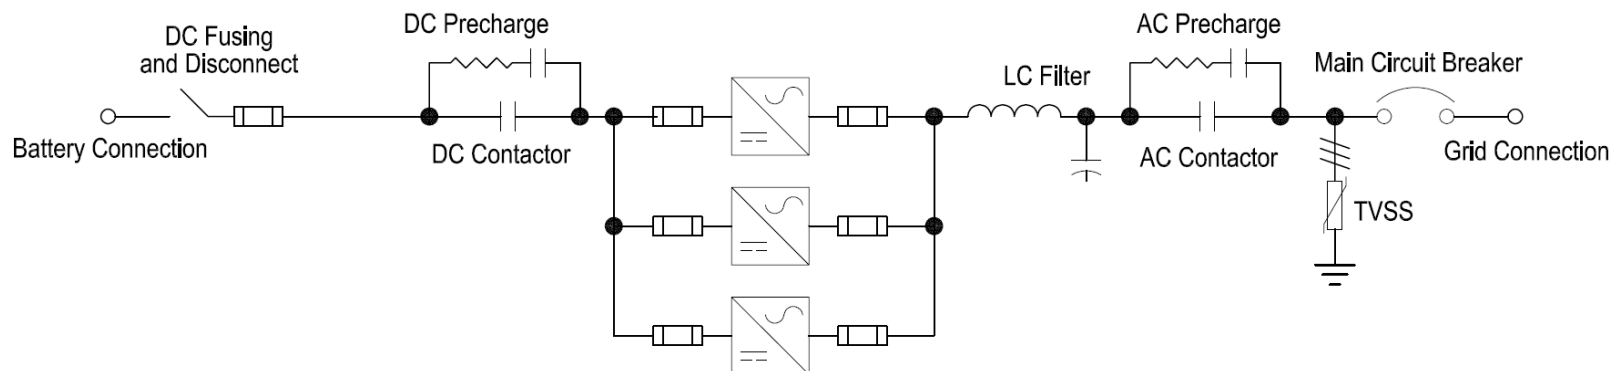 DC Fusing
and Disconnect
Battery Connection
DC Precharge
DC Contactor
LC Filter
AC Precharge
AC Contactor
Main Circuit Breaker
Grid Connection
TVSS